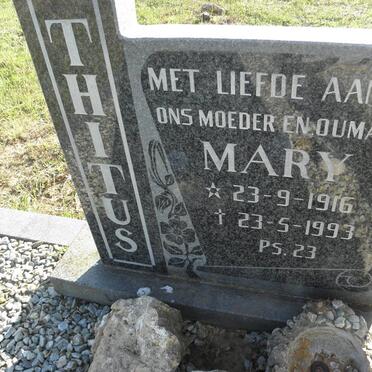 THITUS
MET LIEFDE AAN
ONS MOEDER EN OUMA
MARY
☆ 23-9-1916
† 23-5-1993
PS. 23